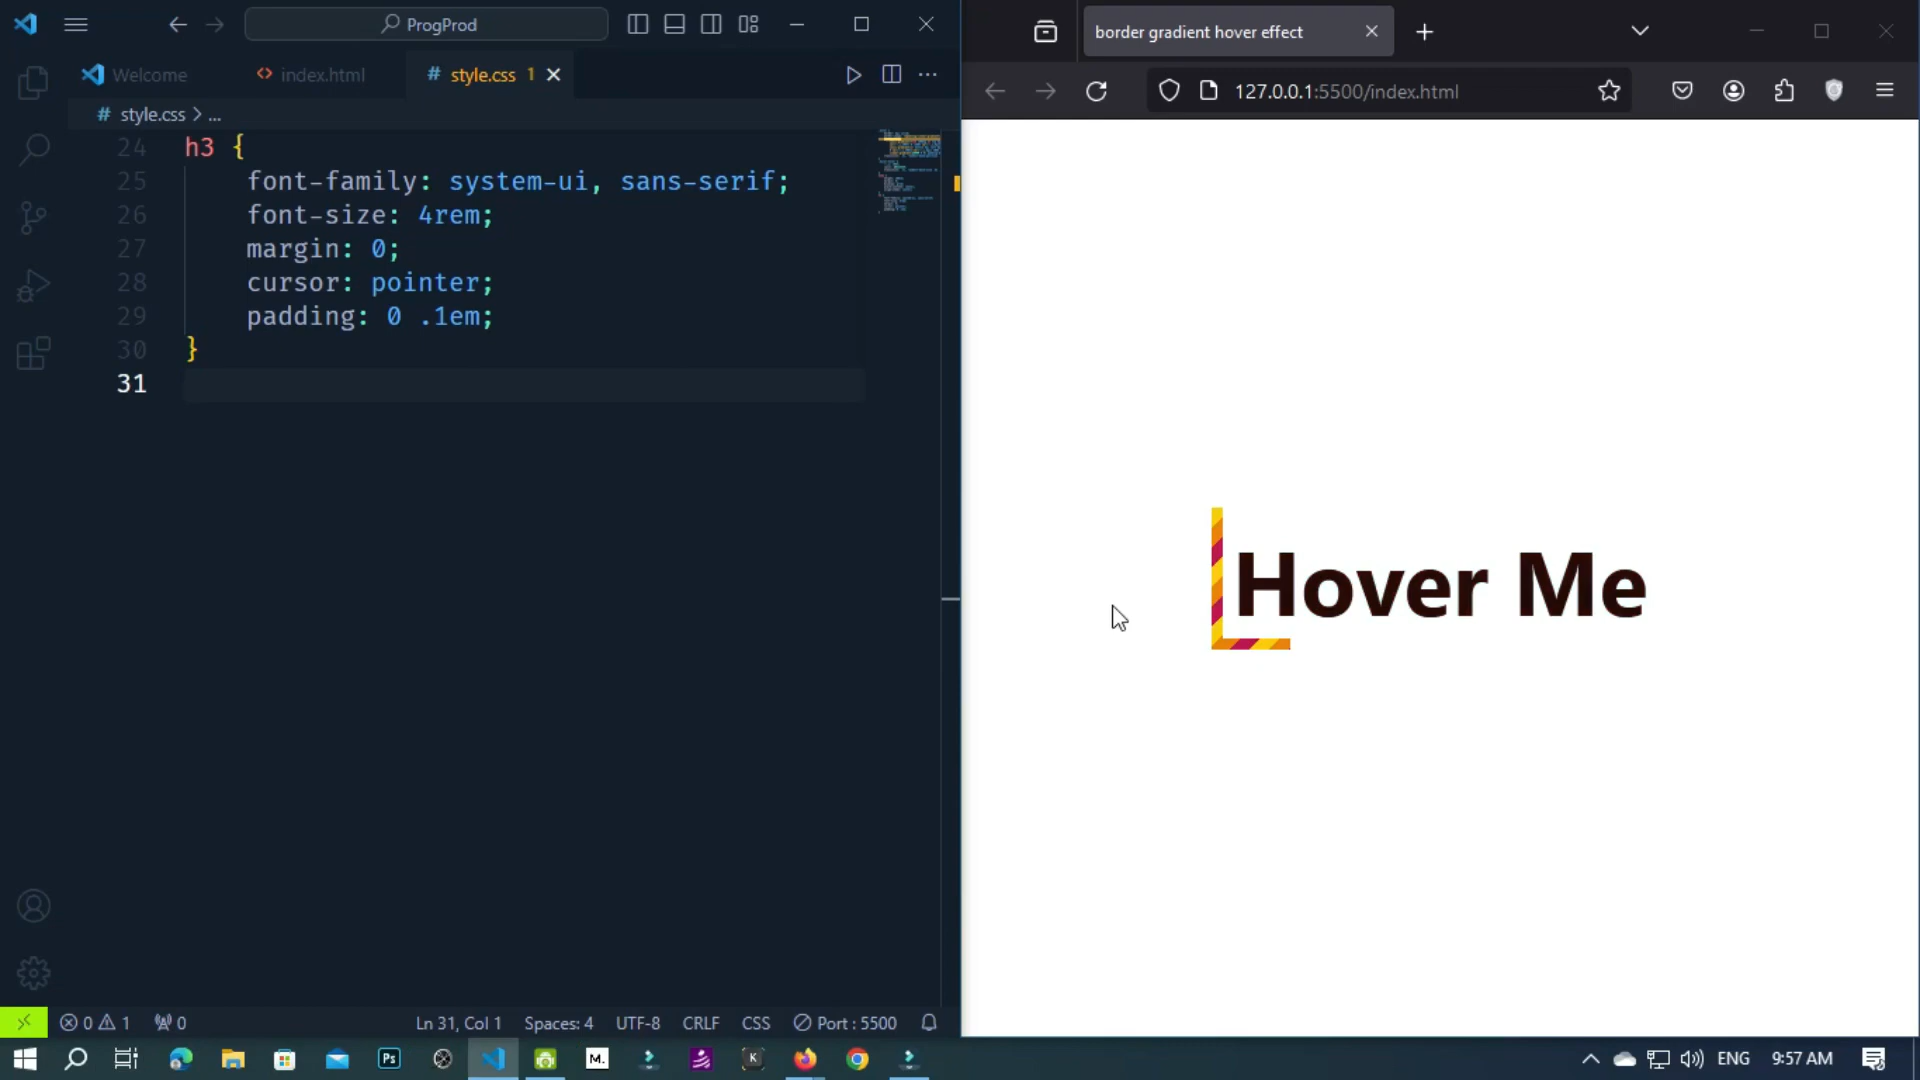 ProgProd
Welcome
index.html
style.css 1
style.css > ...
24 h3 {
25 font-family: system-ui, sans-serif;
26 font-size: 4rem;
27 margin: 0;
28 cursor: pointer;
29 padding: 0 .1em;
30 }
31
0 1 0
Ln 31, Col 1
Spaces: 4
UTF-8
CRLF
CSS
Port : 5500
border gradient hover effect
127.0.0.1:5500/index.html
Hover Me
Ps
M.
K
ENG
9:57 AM